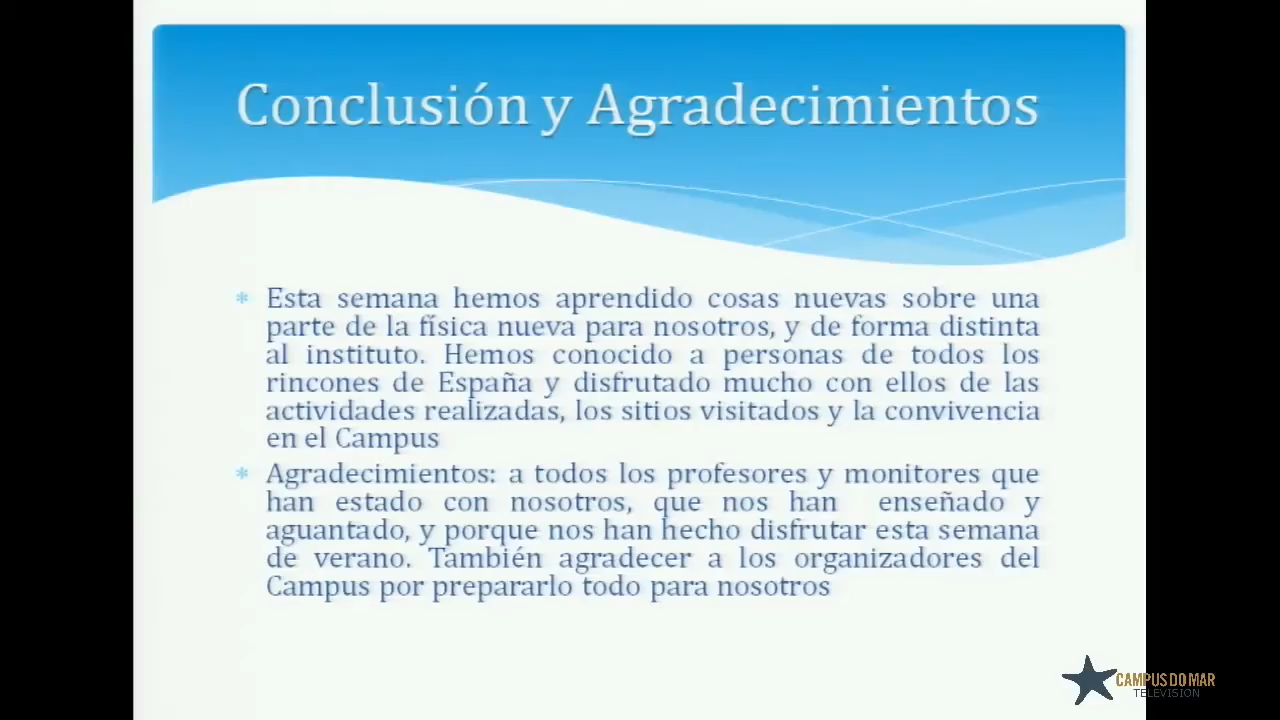 Conclusión y Agradecimientos
* Esta semana hemos aprendido cosas nuevas sobre una
parte de la física nueva para nosotros, y de forma distinta
al instituto. Hemos conocido a personas de todos los
rincones de España y disfrutado mucho con ellos de las
actividades realizadas, los sitios visitados y la convivencia
en el Campus
* Agradecimientos: a todos los profesores y monitores que
han estado con nosotros, que nos han enseñado y
aguantado, y porque nos han hecho disfrutar esta semana
de verano. También agradecer a los organizadores del
Campus por prepararlo todo para nosotros
CAMPUS DO MAR
TELEVISION